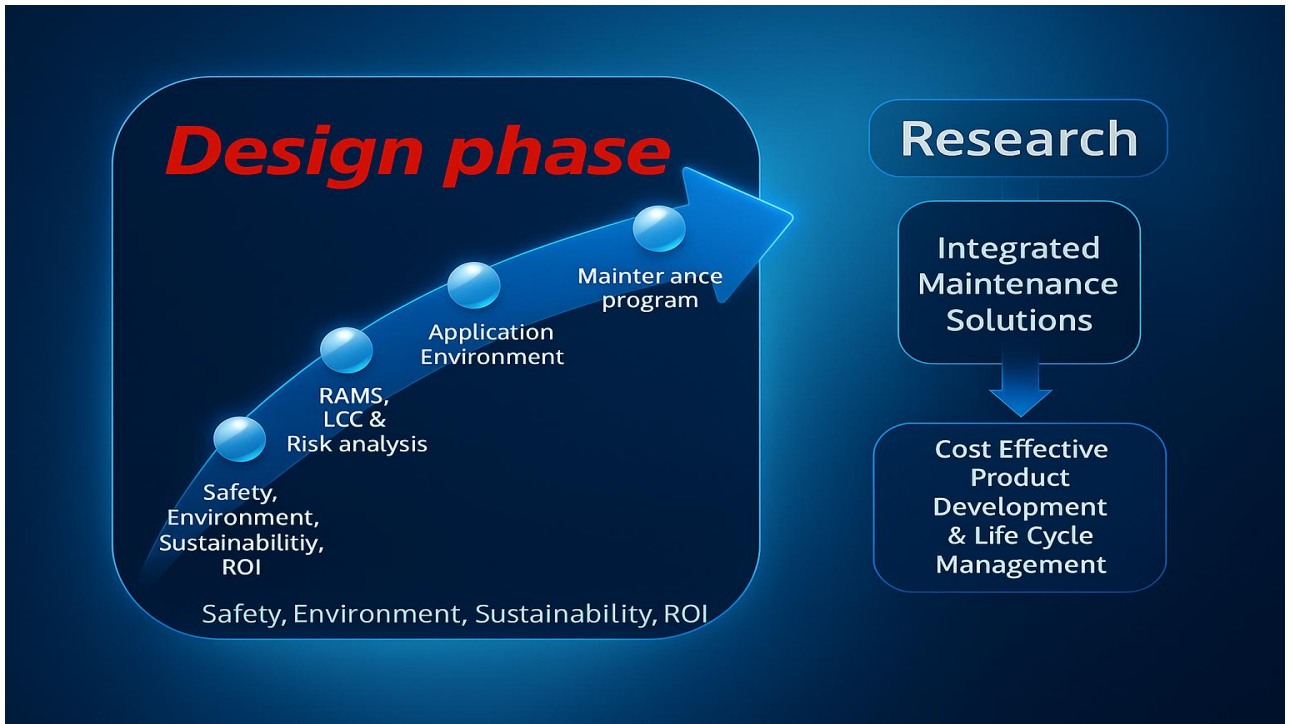 Design phase
Mainter ance
program
Application
Environment
RAMS,
LCC &
Risk analysis
Safety,
Environment,
Sustainabilitiy,
ROI
Safety, Environment, Sustainability, ROI
Research
Integrated
Maintenance
Solutions
Cost Effective
Product
Development
& Life Cycle
Management